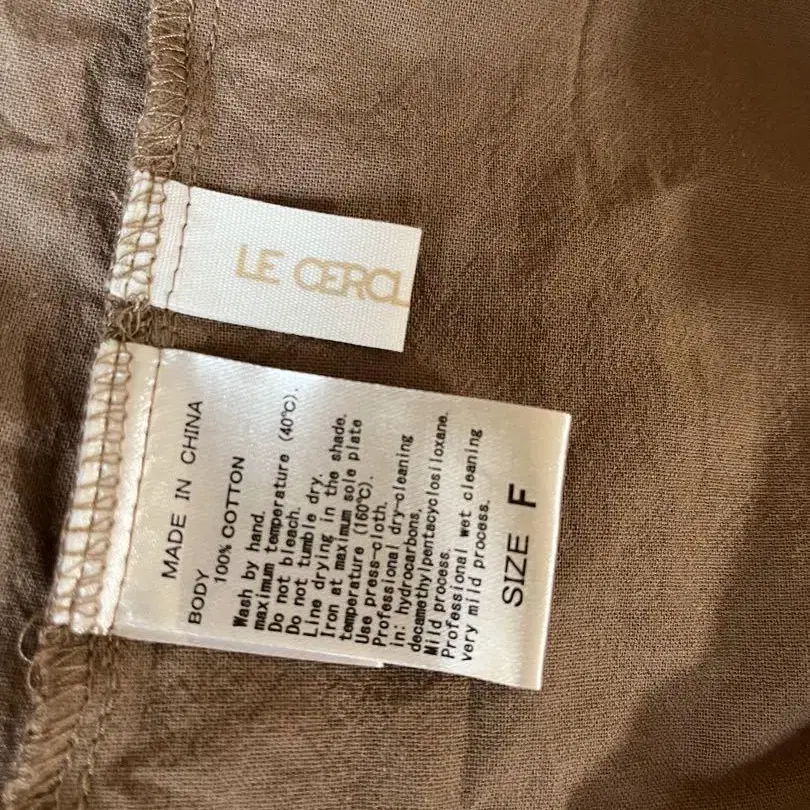 LE CERCL
MADE IN CHINA
BODY
100% COTTON
Wash by hand.
maximum temperature (40℃).
Do not bleach.
Do not tumble dry.
Line drying in the shade.
Iron at maximum sole plate
temperature (160℃).
Use press-cloth.
Professional dry-cleaning
in: hydrocarbons,
decamethylpentacyclosiloxane.
Mild process.
Professional wet cleaning
very mild process.
SIZE F